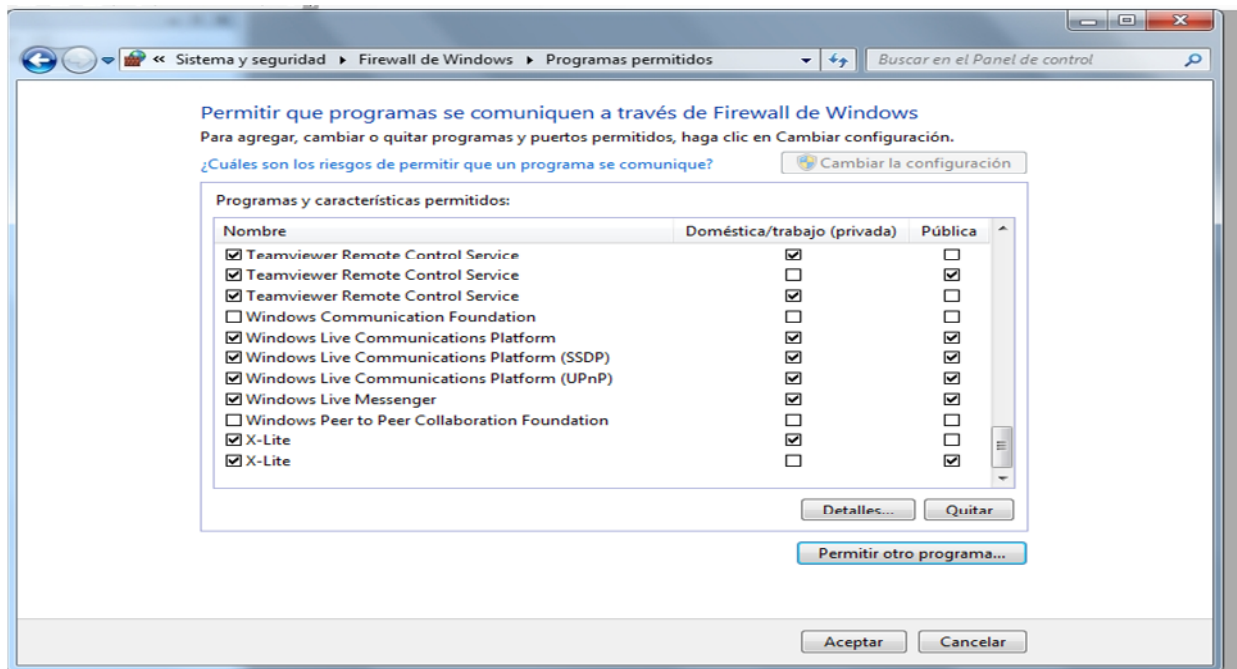 « Sistema y seguridad ▸ Firewall de Windows ▸ Programas permitidos
Buscar en el Panel de control
Permitir que programas se comuniquen a través de Firewall de Windows
Para agregar, cambiar o quitar programas y puertos permitidos, haga clic en Cambiar configuración.
¿Cuáles son los riesgos de permitir que un programa se comunique?
Cambiar la configuración
Programas y características permitidos:
Nombre Doméstica/trabajo (privada) Pública
Teamviewer Remote Control Service
Teamviewer Remote Control Service
Teamviewer Remote Control Service
Windows Communication Foundation
Windows Live Communications Platform
Windows Live Communications Platform (SSDP)
Windows Live Communications Platform (UPnP)
Windows Live Messenger
Windows Peer to Peer Collaboration Foundation
X-Lite
X-Lite
Detalles... Quitar
Permitir otro programa...
Aceptar Cancelar